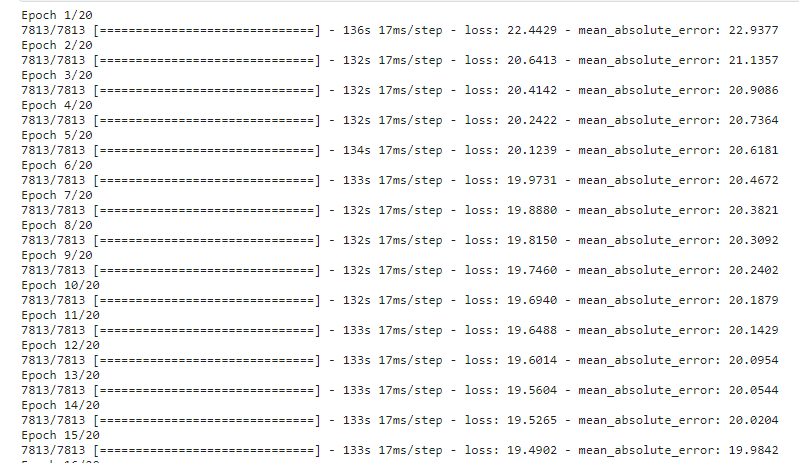 Epoch 1/20
7813/7813 [==============================] - 136s 17ms/step - loss: 22.4429 - mean_absolute_error: 22.9377
Epoch 2/20
7813/7813 [==============================] - 132s 17ms/step - loss: 20.6413 - mean_absolute_error: 21.1357
Epoch 3/20
7813/7813 [==============================] - 132s 17ms/step - loss: 20.4142 - mean_absolute_error: 20.9086
Epoch 4/20
7813/7813 [==============================] - 132s 17ms/step - loss: 20.2422 - mean_absolute_error: 20.7364
Epoch 5/20
7813/7813 [==============================] - 134s 17ms/step - loss: 20.1239 - mean_absolute_error: 20.6181
Epoch 6/20
7813/7813 [==============================] - 133s 17ms/step - loss: 19.9731 - mean_absolute_error: 20.4672
Epoch 7/20
7813/7813 [==============================] - 132s 17ms/step - loss: 19.8880 - mean_absolute_error: 20.3821
Epoch 8/20
7813/7813 [==============================] - 132s 17ms/step - loss: 19.8150 - mean_absolute_error: 20.3092
Epoch 9/20
7813/7813 [==============================] - 132s 17ms/step - loss: 19.7460 - mean_absolute_error: 20.2402
Epoch 10/20
7813/7813 [==============================] - 132s 17ms/step - loss: 19.6940 - mean_absolute_error: 20.1879
Epoch 11/20
7813/7813 [==============================] - 133s 17ms/step - loss: 19.6488 - mean_absolute_error: 20.1429
Epoch 12/20
7813/7813 [==============================] - 133s 17ms/step - loss: 19.6014 - mean_absolute_error: 20.0954
Epoch 13/20
7813/7813 [==============================] - 133s 17ms/step - loss: 19.5604 - mean_absolute_error: 20.0544
Epoch 14/20
7813/7813 [==============================] - 133s 17ms/step - loss: 19.5265 - mean_absolute_error: 20.0204
Epoch 15/20
7813/7813 [==============================] - 133s 17ms/step - loss: 19.4902 - mean_absolute_error: 19.9842